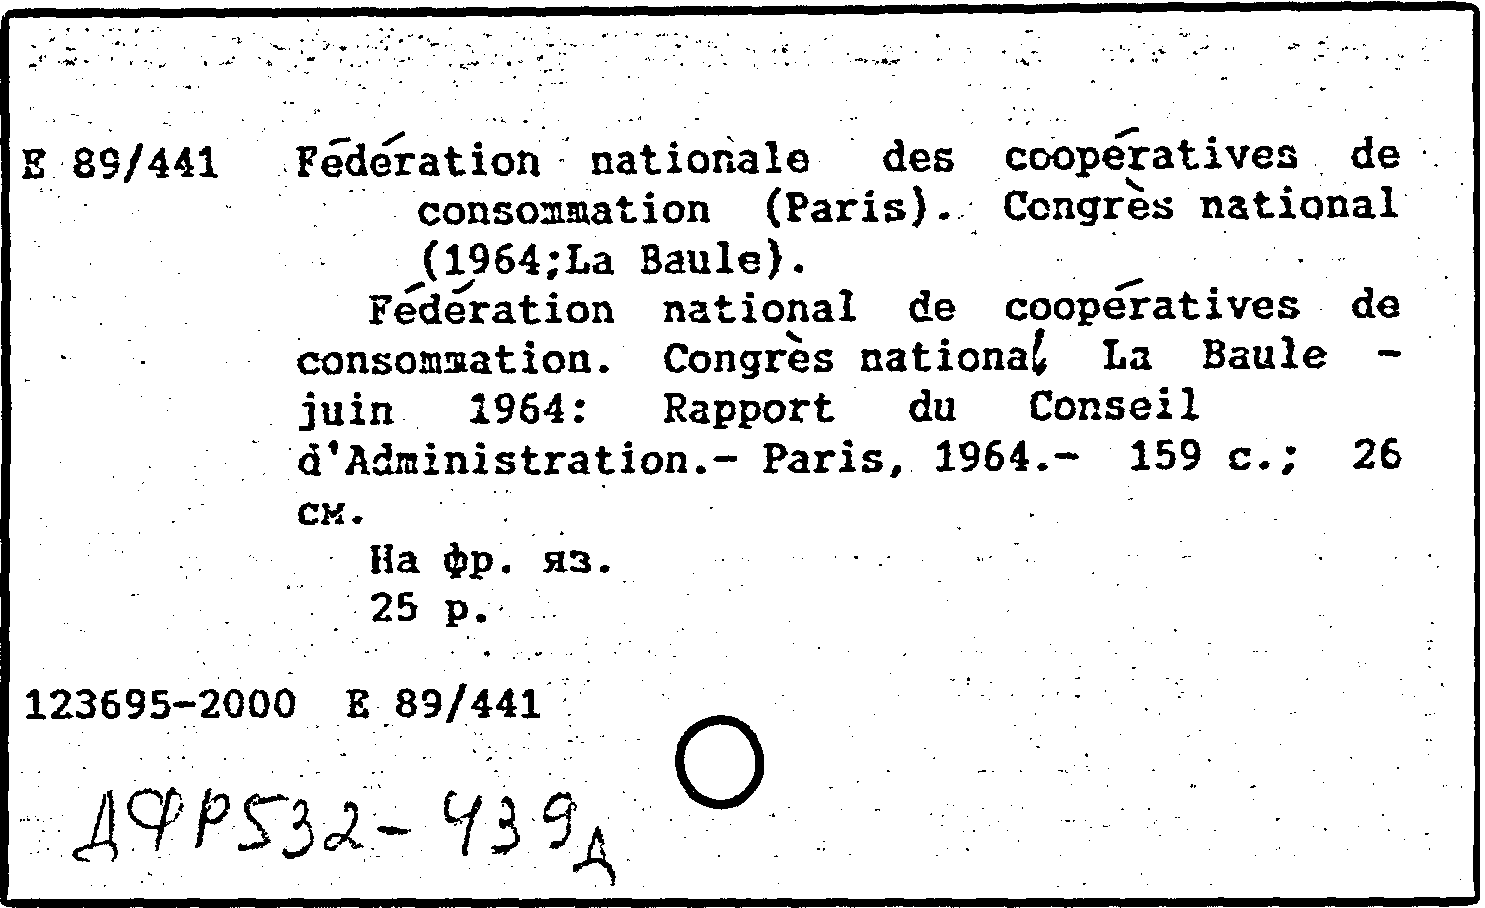 E 89/441 Fédération nationale des coopératives de
consommation (Paris). Congrès national
(1964;La Baule).
Fédération national de coopératives de
consommation. Congrès national, La Baule -
juin 1964: Rapport du Conseil
d'Administration.- Paris, 1964.- 159 с.; 26
см.
На фр. яз.
25 р.
123695-2000 E 89/441
ДФР532-439д